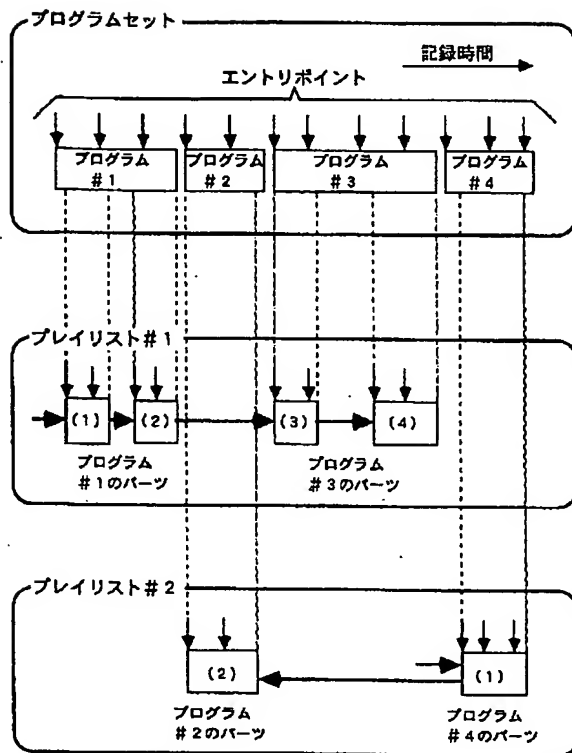 プログラムセット
記録時間
エントリポイント
プログラム
#1
プログラム
#2
プログラム
#3
プログラム
#4
プレイリスト#1
(1)
(2)
(3)
(4)
プログラム
#1のパーツ
プログラム
#3のパーツ
プレイリスト#2
(2)
(1)
プログラム
#2のパーツ
プログラム
#4のパーツ